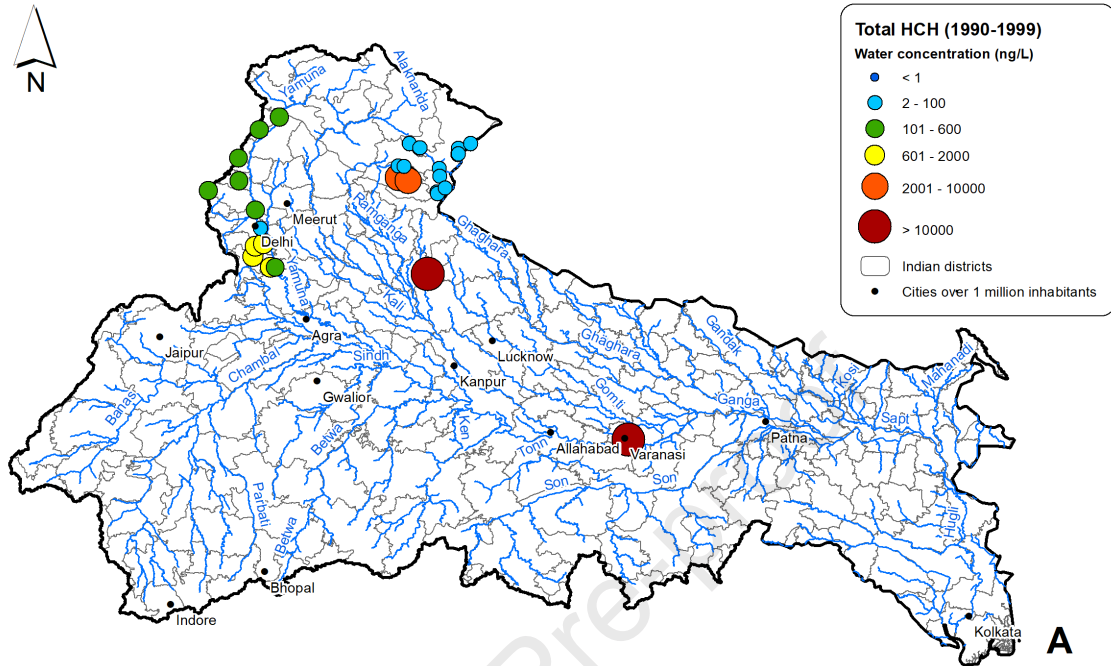 N
Total HCH (1990-1999)
Water concentration (ng/L)
< 1
2 - 100
101 - 600
601 - 2000
2001 - 10000
> 10000
Indian districts
Cities over 1 million inhabitants
Yamuna
Alaknanda
Meerut
Ramganga
Ghaghara
Delhi
Yamuna
Kali
Agra
Jaipur
Chambal
Sindh
Lucknow
Ghaghara
Gandak
Kosi
Mahanadi
Banas
Gwalior
Kanpur
Gomti
Ganga
Sapt
Betwa
Ken
Patna
Tonn
Allahabad
Varanasi
Son
Son
Parbati
Betwa
Hugli
Bhopal
Indore
Kolkata
A
Pre-proof